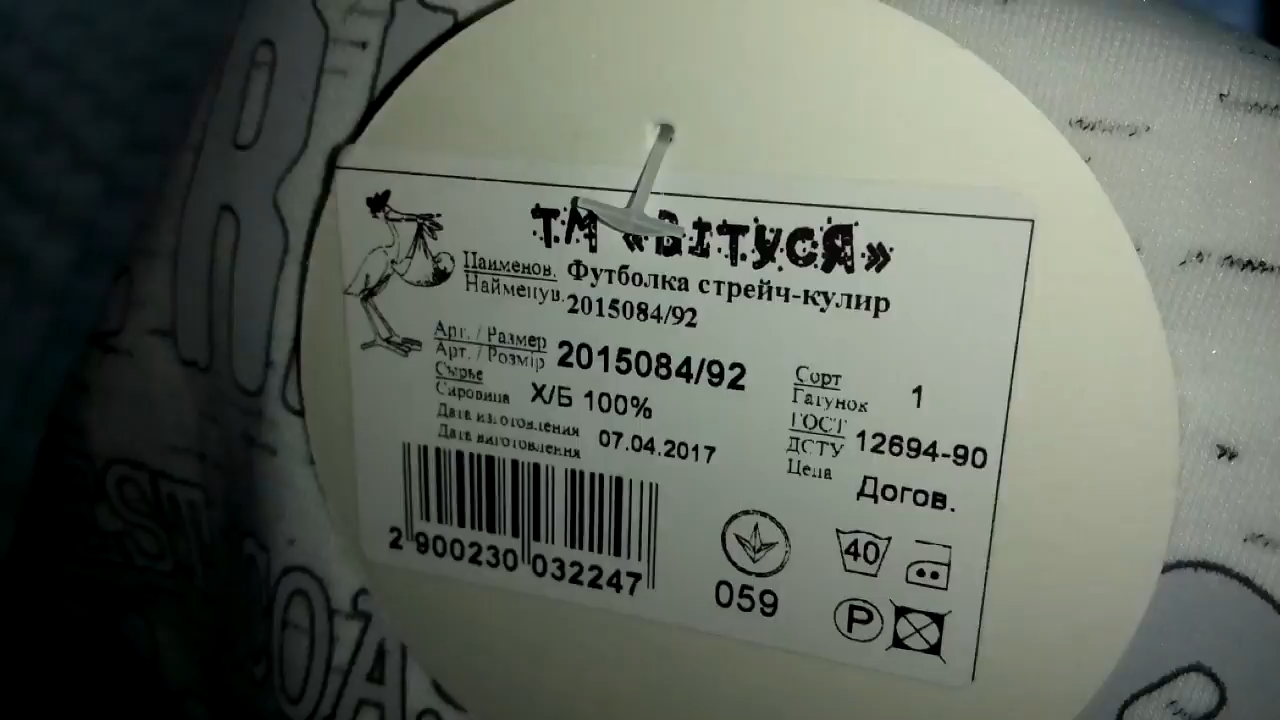 ТМ «ВІТУСЯ»
Наименов. Футболка стрейч-кулир
Найменув. 2015084/92
Арт. / Размер
Арт. / Розмір 2015084/92
Сырье
Сировина Х/Б 100%
Дата изготовления
Дата виготовлення 07.04.2017
Сорт
Гатунок 1
ГОСТ
ДСТУ 12694-90
Цена Догов.
2 900230 032247
059
40
P
ST
OA